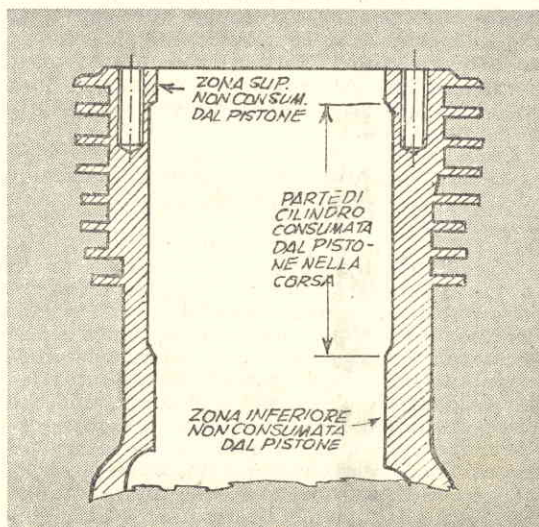 ZONA SUP.
NON CONSUM.
DAL PISTONE
PARTE DI
CILINDRO
CONSUMATA
DAL PISTO-
NE NELLA
CORSA
ZONA INFERIORE
NON CONSUMATA
DAL PISTONE